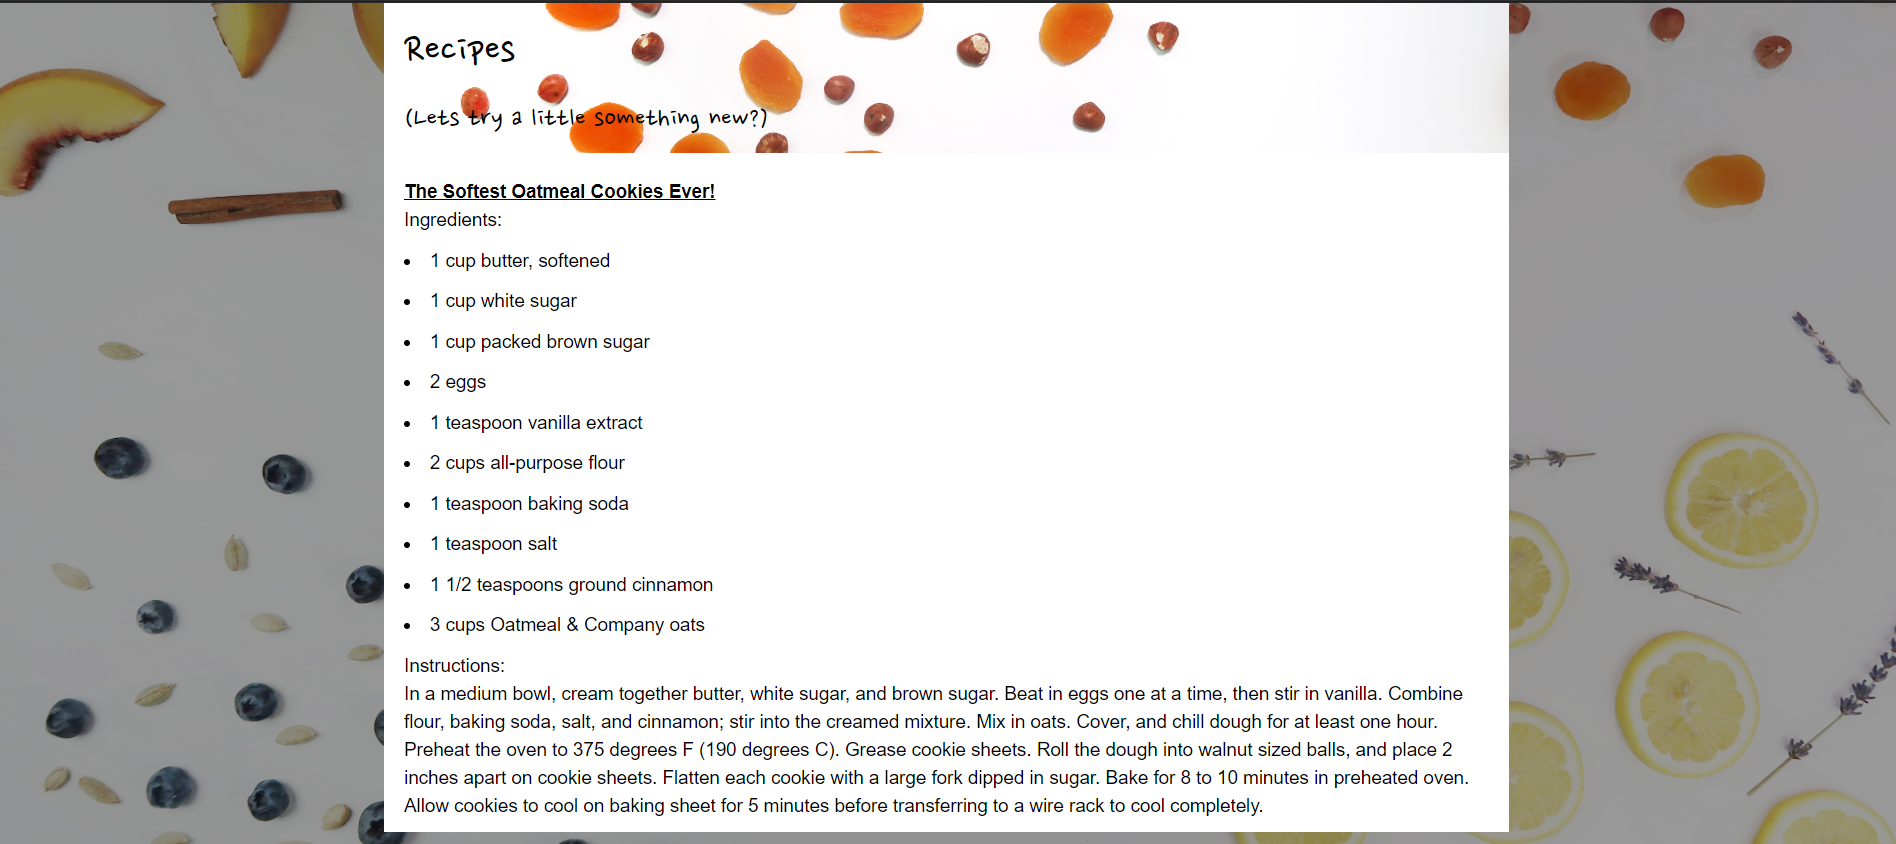 Recipes
(Lets try a little something new?)
The Softest Oatmeal Cookies Ever!
Ingredients:
• 1 cup butter, softened
• 1 cup white sugar
• 1 cup packed brown sugar
• 2 eggs
• 1 teaspoon vanilla extract
• 2 cups all-purpose flour
• 1 teaspoon baking soda
• 1 teaspoon salt
• 1 1/2 teaspoons ground cinnamon
• 3 cups Oatmeal & Company oats
Instructions:
In a medium bowl, cream together butter, white sugar, and brown sugar. Beat in eggs one at a time, then stir in vanilla. Combine
flour, baking soda, salt, and cinnamon; stir into the creamed mixture. Mix in oats. Cover, and chill dough for at least one hour.
Preheat the oven to 375 degrees F (190 degrees C). Grease cookie sheets. Roll the dough into walnut sized balls, and place 2
inches apart on cookie sheets. Flatten each cookie with a large fork dipped in sugar. Bake for 8 to 10 minutes in preheated oven.
Allow cookies to cool on baking sheet for 5 minutes before transferring to a wire rack to cool completely.